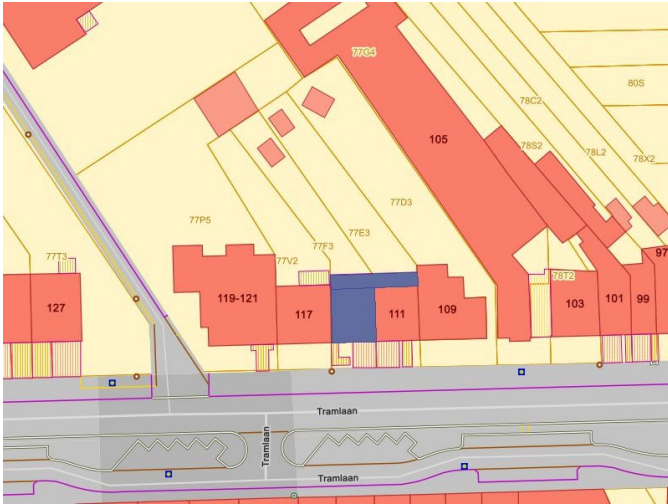 77G4
80S
78C2
105
78S2
78L2
78X2
77D3
77P5
77E3
77F3
77T3
77V2
78T2
97
127
119-121
117
111
109
103
101
99
Tramlaan
Tramlaan
Tramlaan